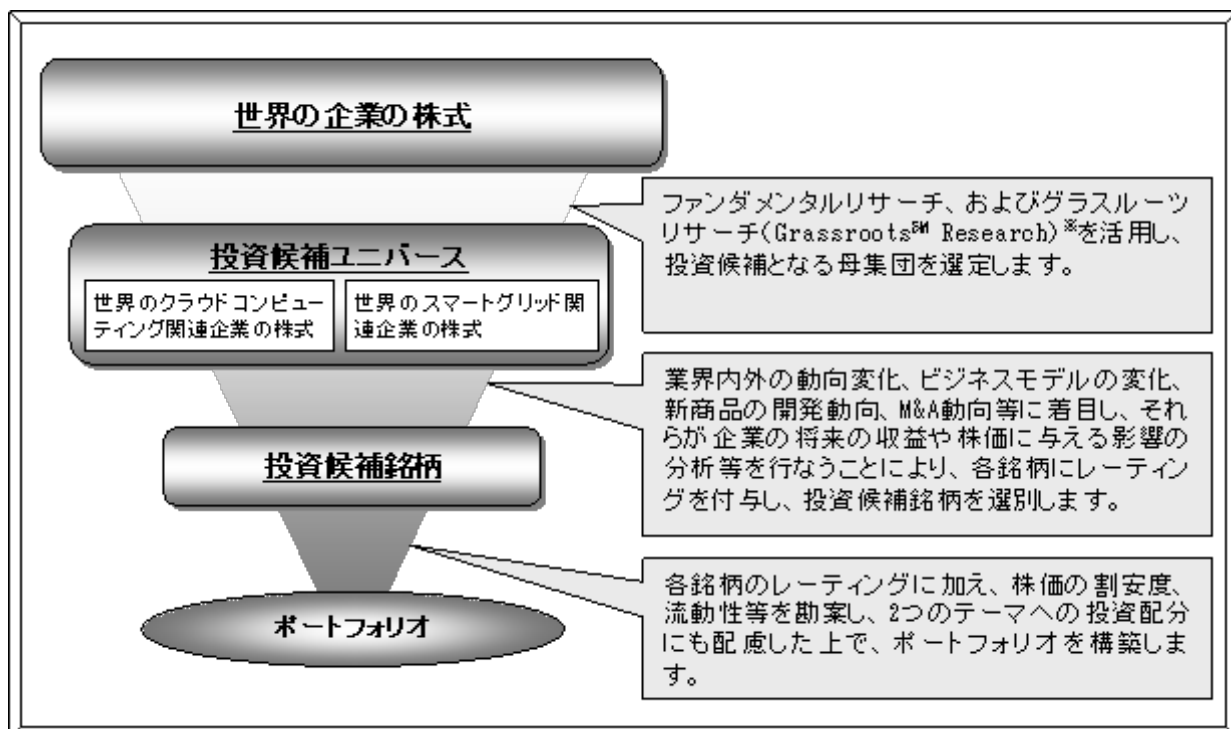 世界の企業の株式
ファンダメンタルリサーチ、およびグラスルーツ
リサーチ(Grassroots℠ Research)※を活用し、
投資候補となる母集団を選定します。
投資候補ユニバース
世界のクラウドコンピュー
ティング関連企業の株式
世界のスマートグリッド関
連企業の株式
業界内外の動向変化、ビジネスモデルの変化、
新商品の開発動向、M&A動向等に着目し、それ
らが企業の将来の収益や株価に与える影響の
分析等を行なうことにより、各銘柄にレーティン
グを付与し、投資候補銘柄を選別します。
投資候補銘柄
各銘柄のレーティングに加え、株価の割安度、
流動性等を勘案し、2つのテーマへの投資配分
にも配慮した上で、ポートフォリオを構築しま
す。
ポートフォリオ